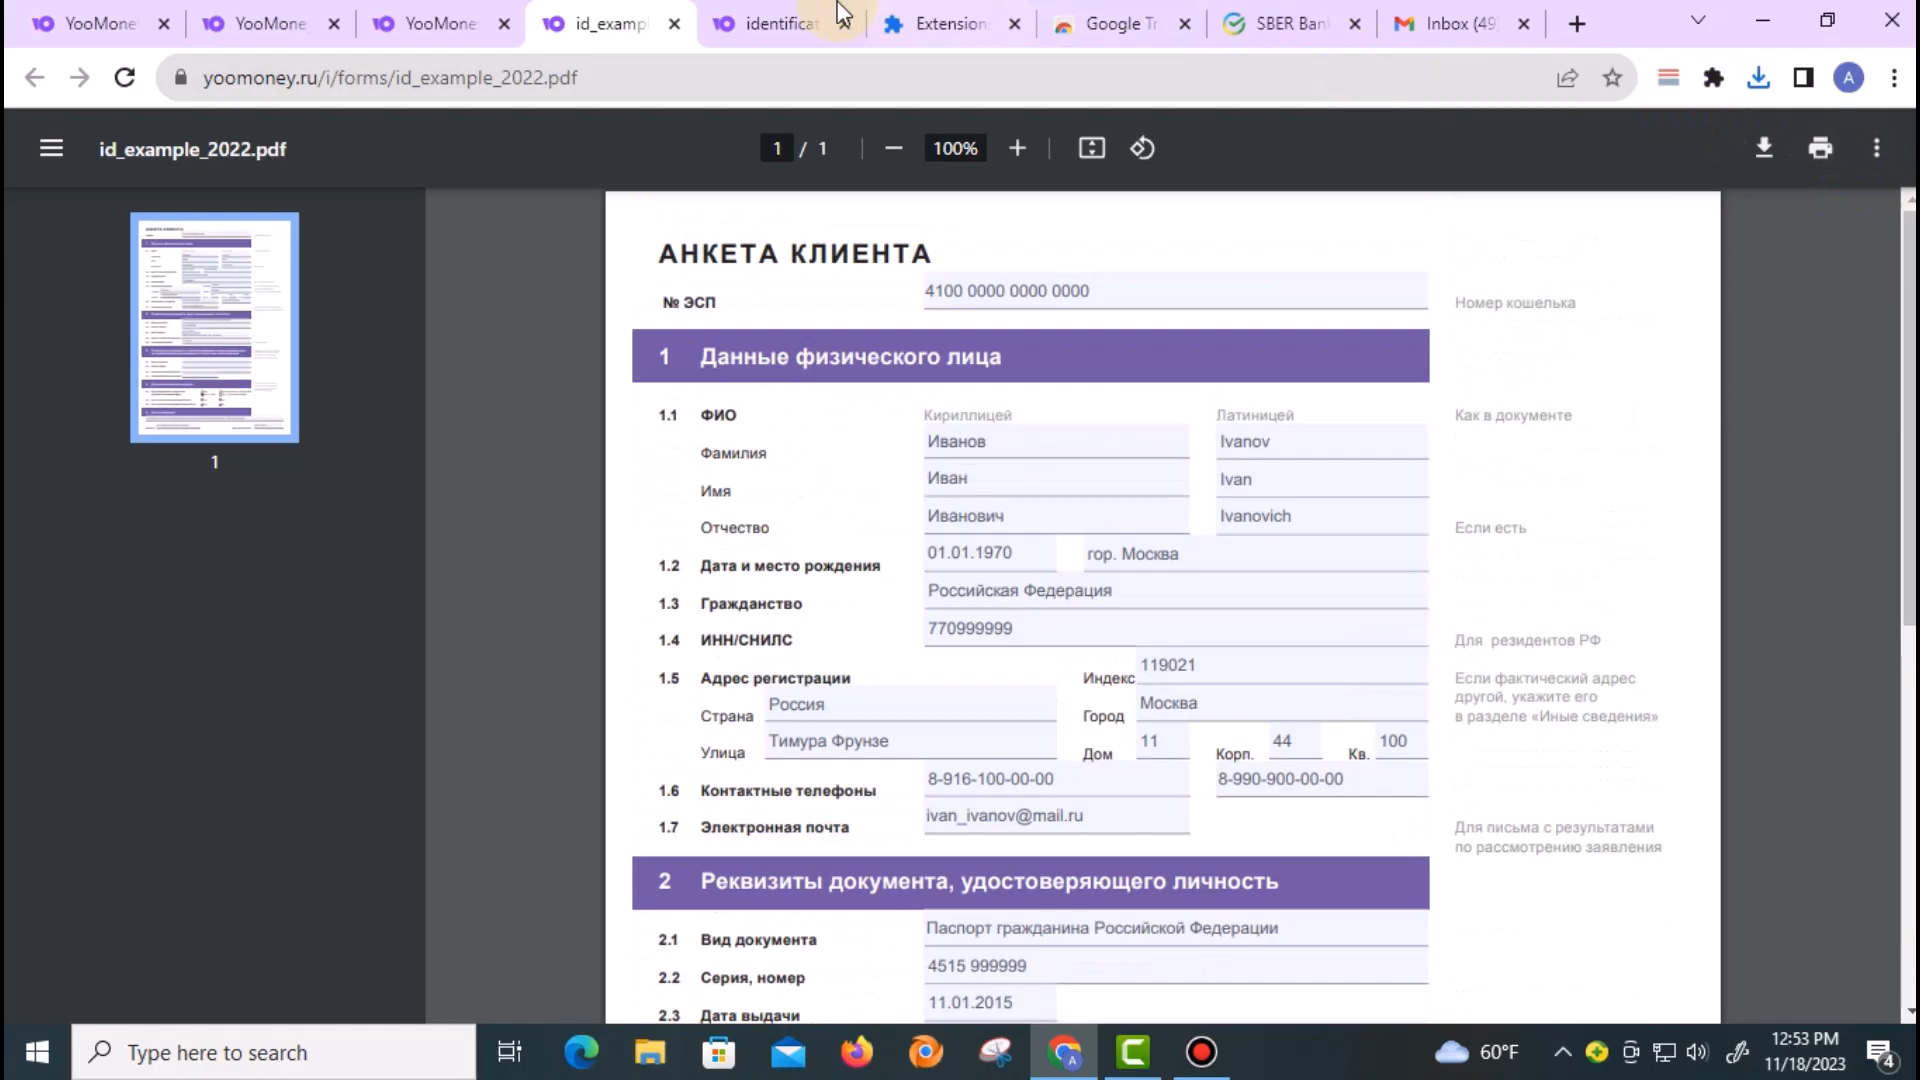 YooMone
YooMone
YooMone
id_examp
identificat
Extension
Google Tr
SBER Ban
Inbox (49
yoomoney.ru/i/forms/id_example_2022.pdf
A
id_example_2022.pdf
1 / 1
100%
АНКЕТА КЛИЕНТА
№ ЭСП 4100 0000 0000 0000 Номер кошелька
1 Данные физического лица
1.1 ФИО Кириллицей Латиницей Как в документе
Фамилия Иванов Ivanov
Имя Иван Ivan
Отчество Иванович Ivanovich Если есть
1.2 Дата и место рождения 01.01.1970 гор. Москва
1.3 Гражданство Российская Федерация
1.4 ИНН/СНИЛС 770999999 Для резидентов РФ
1.5 Адрес регистрации Индекс 119021 Если фактический адрес
другой, укажите его
Страна Россия Город Москва в разделе «Иные сведения»
Улица Тимура Фрунзе Дом 11 Корп. 44 Кв. 100
1.6 Контактные телефоны 8-916-100-00-00 8-990-900-00-00
1.7 Электронная почта ivan_ivanov@mail.ru Для письма с результатами
по рассмотрению заявления
2 Реквизиты документа, удостоверяющего личность
2.1 Вид документа Паспорт гражданина Российской Федерации
2.2 Серия, номер 4515 999999
2.3 Дата выдачи 11.01.2015
1
Type here to search
A
60°F
12:53 PM
11/18/2023
4